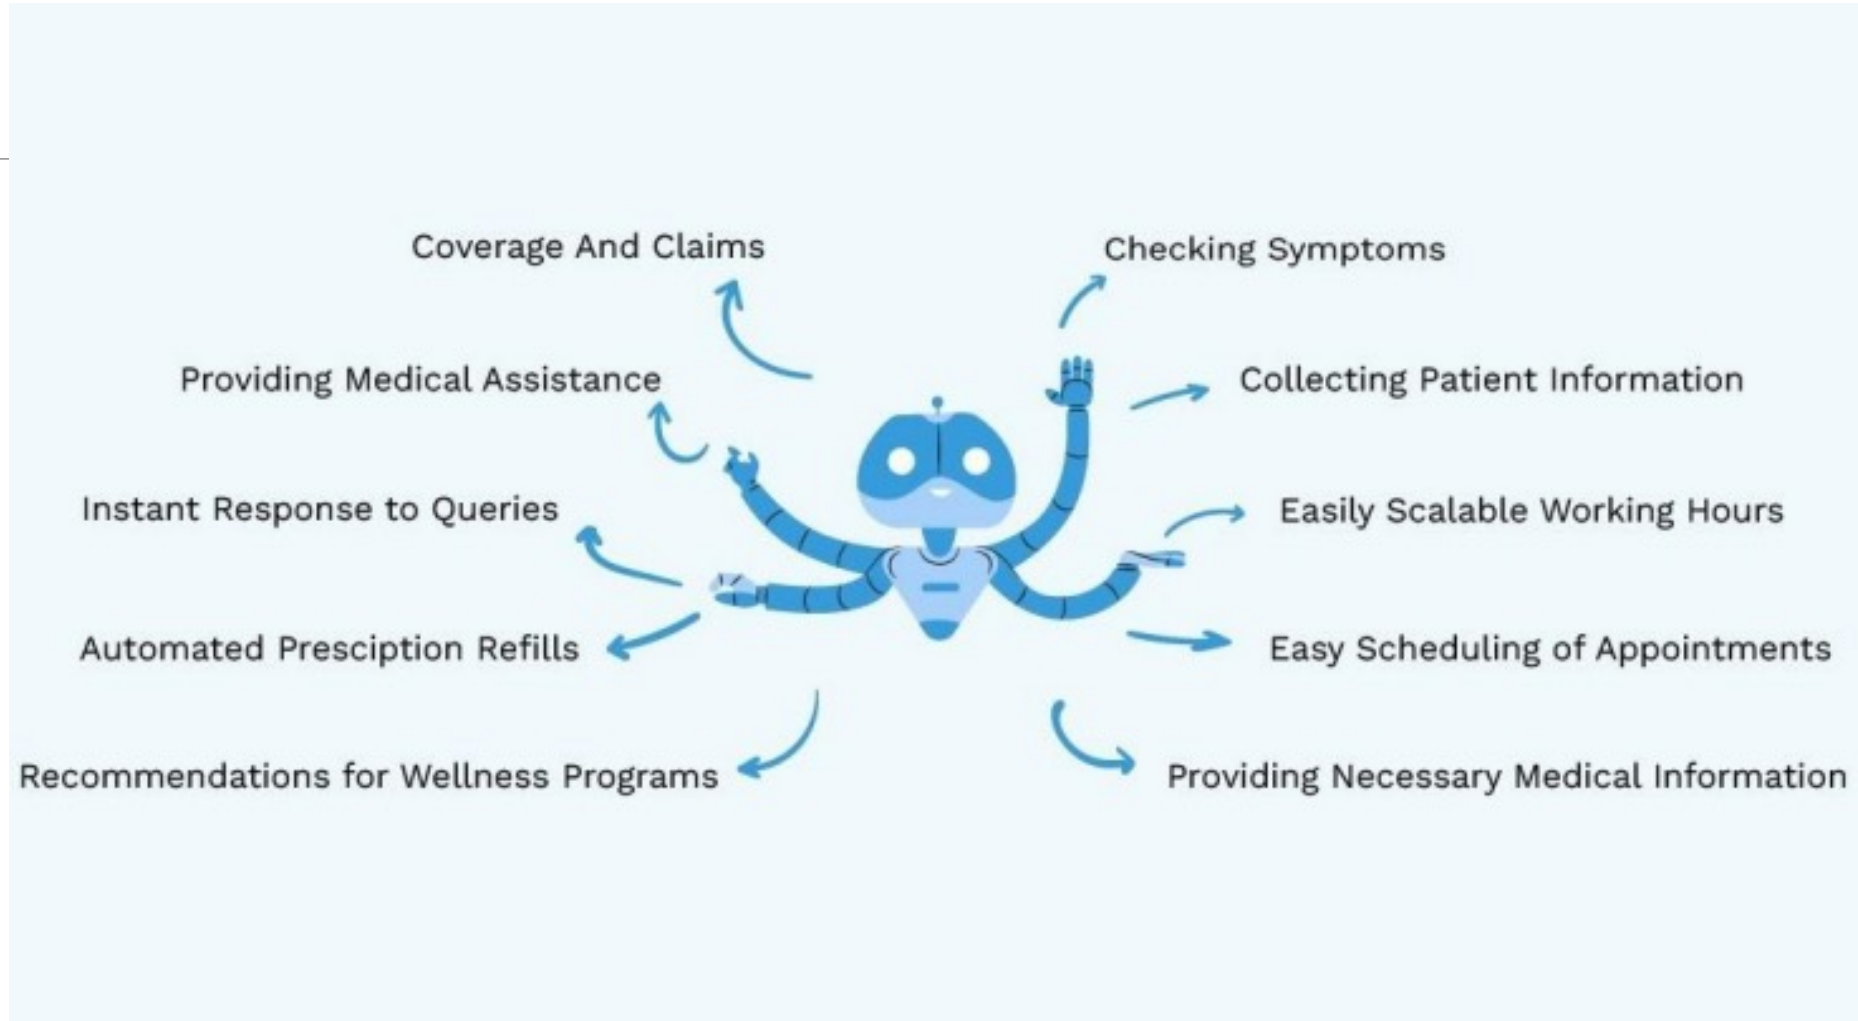 Coverage And Claims
Checking Symptoms
Providing Medical Assistance
Collecting Patient Information
Instant Response to Queries
Easily Scalable Working Hours
Automated Presciption Refills
Easy Scheduling of Appointments
Recommendations for Wellness Programs
Providing Necessary Medical Information